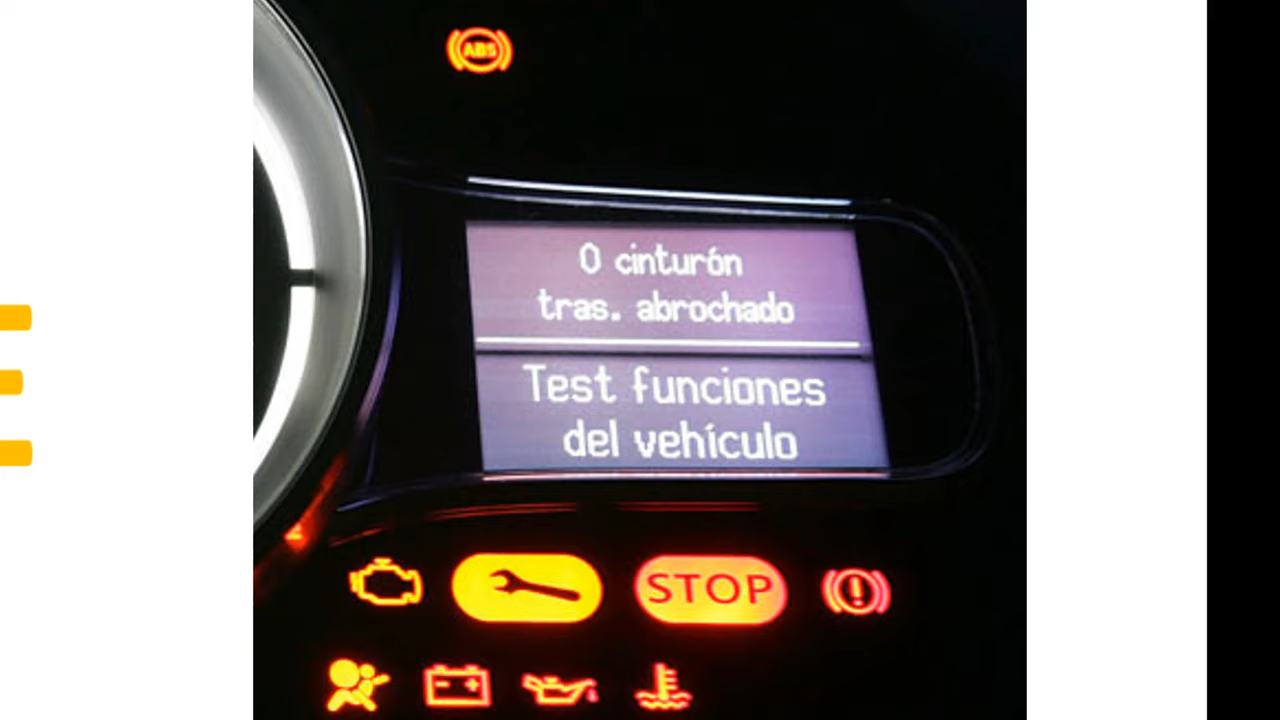 ABS
0 cinturón
tras. abrochado
Test funciones
del vehículo
STOP